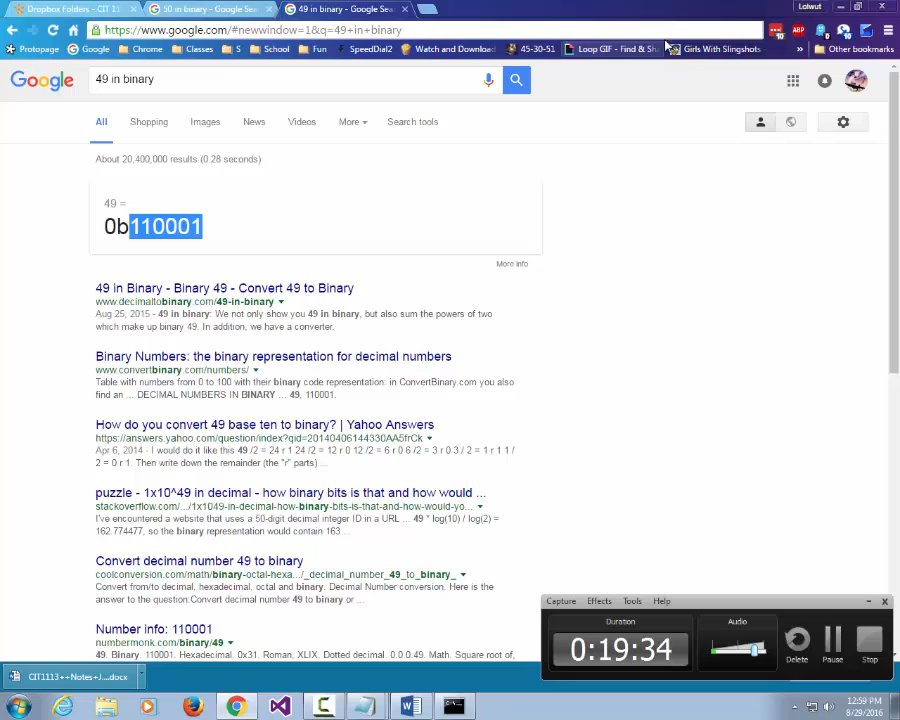 Dropbox Folders - CIT 11
50 in binary - Google Sea
49 in binary - Google Sea
Lolwut
https://www.google.com/#newwindow=1&q=49+in+binary
ABP
Protopage
Google
Chrome
Classes
S
School
Fun
SpeedDial2
Watch and Download
45-30-51
Loop GIF - Find & Sha
Girls With Slingshots
»
Other bookmarks
Google
49 in binary
All
Shopping
Images
News
Videos
More
Search tools
About 20,400,000 results (0.28 seconds)
49 =
0b110001
More info
49 in Binary - Binary 49 - Convert 49 to Binary
www.decimaltobinary.com/49-in-binary
Aug 25, 2015 - 49 in binary: We not only show you 49 in binary, but also sum the powers of two
which make up binary 49. In addition, we have a converter.
Binary Numbers: the binary representation for decimal numbers
www.convertbinary.com/numbers/
Table with numbers from 0 to 100 with their binary code representation: in ConvertBinary.com you also
find an ... DECIMAL NUMBERS IN BINARY ... 49, 110001.
How do you convert 49 base ten to binary? | Yahoo Answers
https://answers.yahoo.com/question/index?qid=20140406144330AA5frCk
Apr 6, 2014 - I would do it like this 49 /2 = 24 r 1 24 /2 = 12 r 0 12 /2 = 6 r 0 6 /2 = 3 r 0 3 /2 = 1 r 1 1 /
2 = 0 r 1. Then write down the remainder (the "r" parts) ...
puzzle - 1x10^49 in decimal - how binary bits is that and how would ...
stackoverflow.com/.../1x1049-in-decimal-how-binary-bits-is-that-and-how-would-yo...
I've encountered a website that uses a 50-digit decimal integer ID in a URL ... 49 * log(10) / log(2) =
162.774477, so the binary representation would contain 163 ...
Convert decimal number 49 to binary
coolconversion.com/math/binary-octal-hexa.../_decimal_number_49_to_binary_
Convert from/to decimal, hexadecimal, octal and binary. Decimal Number conversion. Here is the
answer to the question:Convert decimal number 49 to binary or ...
Number info: 110001
numbermonk.com/binary/49
49. Binary. 110001. Hexadecimal. 0x31. Roman, XLIX. Dotted decimal. 0.0.0.49. Math. Square root of,
Capture
Effects
Tools
Help
Duration
0:19:34
Audio
Delete
Pause
Stop
CIT1113++Notes+J....docx
12:59 PM
8/29/2016